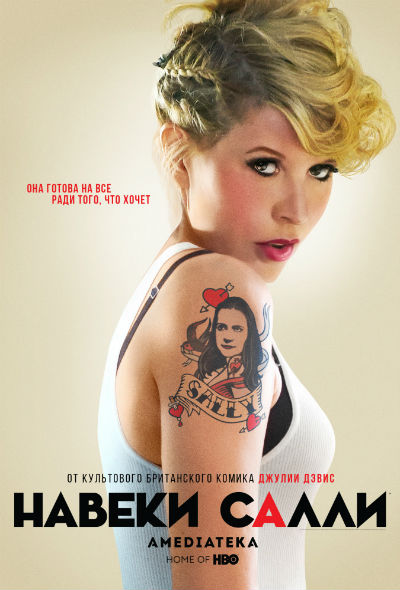 ОНА ГОТОВА НА ВСЕ
РАДИ ТОГО, ЧТО ХОЧЕТ
SALLY
ОТ КУЛЬТОВОГО БРИТАНСКОГО КОМИКА ДЖУЛИИ ДЭВИС
НАВЕКИ САЛЛИ
AMEDIATEKA
HOME OF HBO